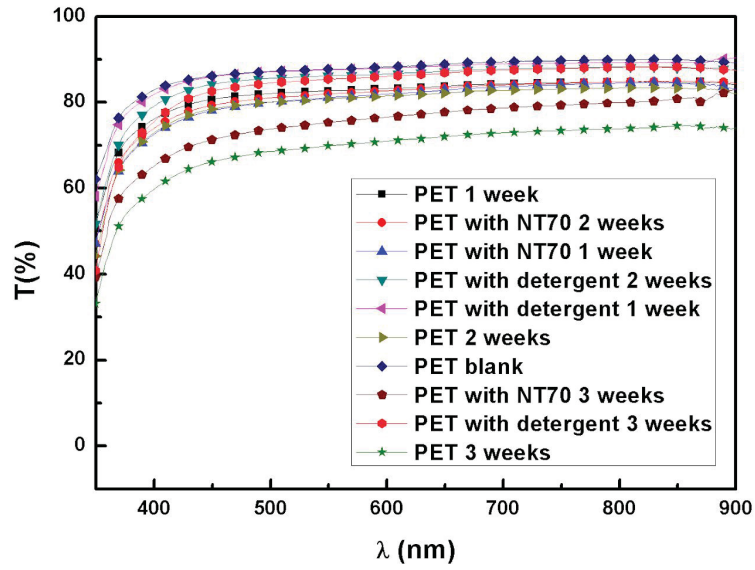 100
80
60
40
20
0
T(%)
PET 1 week
PET with NT70 2 weeks
PET with NT70 1 week
PET with detergent 2 weeks
PET with detergent 1 week
PET 2 weeks
PET blank
PET with NT70 3 weeks
PET with detergent 3 weeks
PET 3 weeks
400 500 600 700 800 900
λ (nm)